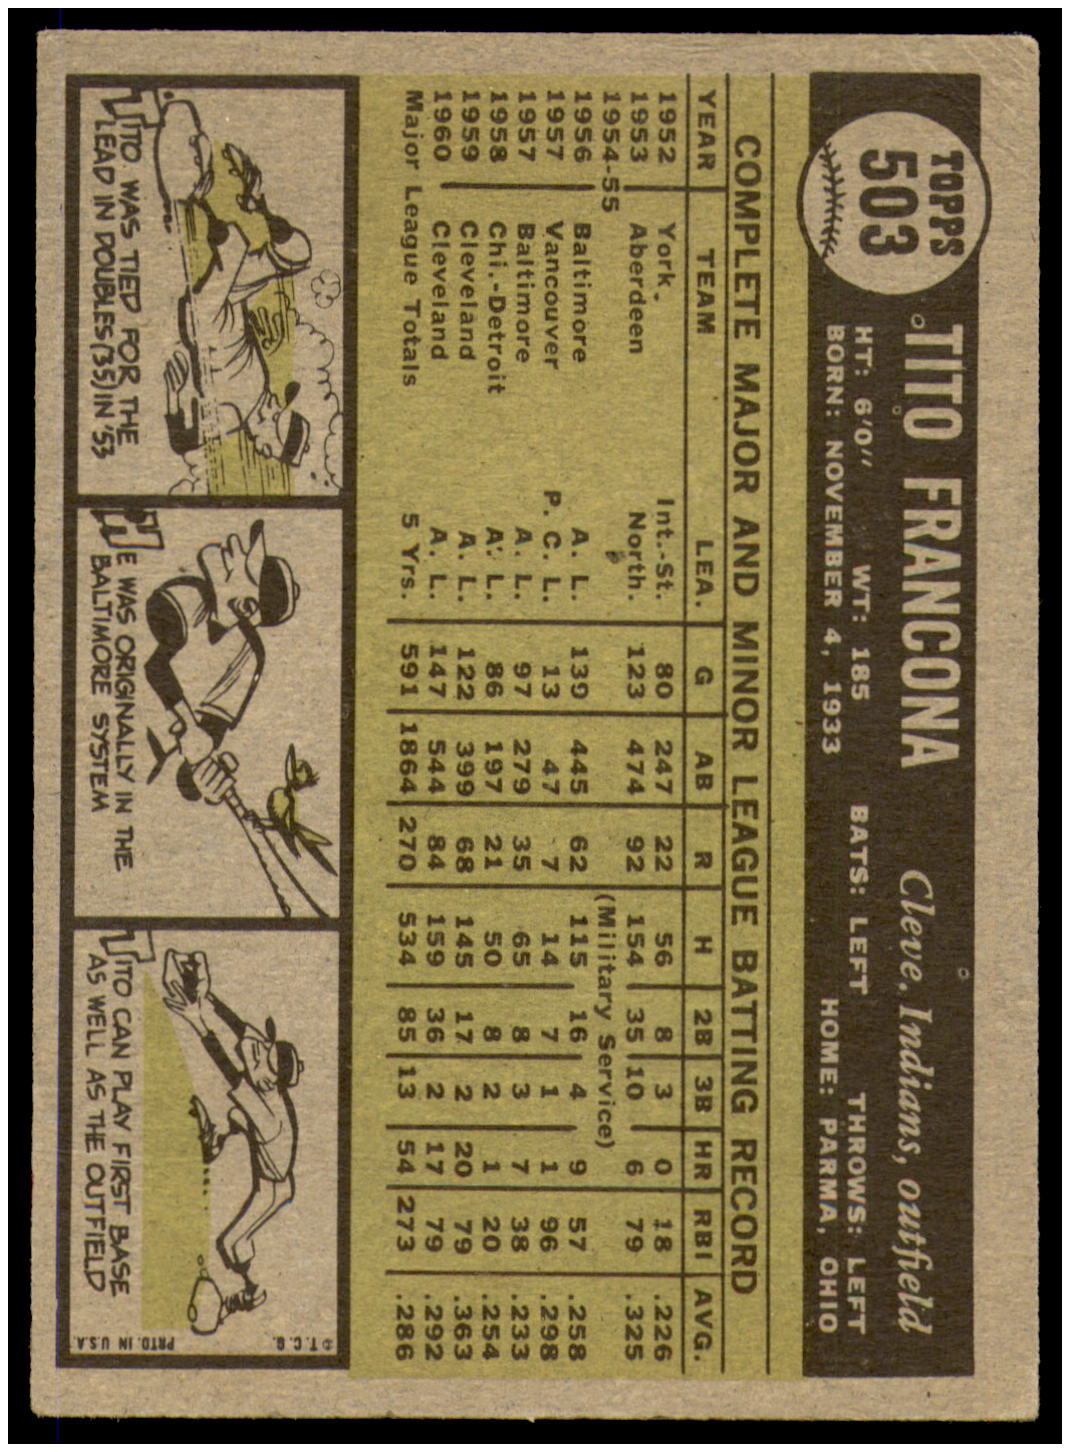 TOPPS
503
TITO FRANCONA Cleve. Indians, outfield
HT: 6'0" WT: 185 BATS: LEFT THROWS: LEFT
BORN: NOVEMBER 4, 1933 HOME: PARMA, OHIO
COMPLETE MAJOR AND MINOR LEAGUE BATTING RECORD
YEAR TEAM LEA. G AB R H 2B 3B HR RBI AVG.
1952 York. Int.-St. 80 247 22 56 8 3 0 18 .226
1953 Aberdeen North. 123 474 92 154 35 10 6 79 .325
1954-55 (Military Service)
1956 Baltimore A. L. 139 445 62 115 16 4 9 57 .258
1957 Vancouver P. C. L. 13 47 7 14 7 1 1 96 .298
1957 Baltimore A. L. 97 279 35 65 8 3 7 38 .233
1958 Chi.-Detroit A. L. 86 197 21 50 8 2 1 20 .254
1959 Cleveland A. L. 122 399 68 145 17 2 20 79 .363
1960 Cleveland A. L. 147 544 84 159 36 2 17 79 .292
Major League Totals 5 Yrs. 591 1864 270 534 85 13 54 273 .286
TITO WAS TIED FOR THE
LEAD IN DOUBLES (35) IN '53
HE WAS ORIGINALLY IN THE
BALTIMORE SYSTEM
TITO CAN PLAY FIRST BASE
AS WELL AS THE OUTFIELD
© T.C.G.
PRTD. IN U.S.A.